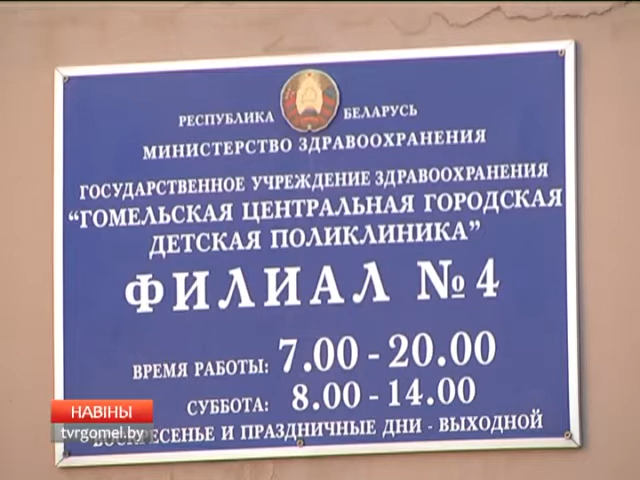 РЕСПУБЛИКА БЕЛАРУСЬ
МИНИСТЕРСТВО ЗДРАВООХРАНЕНИЯ
ГОСУДАРСТВЕННОЕ УЧРЕЖДЕНИЕ ЗДРАВООХРАНЕНИЯ
“ГОМЕЛЬСКАЯ ЦЕНТРАЛЬНАЯ ГОРОДСКАЯ
ДЕТСКАЯ ПОЛИКЛИНИКА”
ФИЛИАЛ №4
ВРЕМЯ РАБОТЫ: 7.00 - 20.00
СУББОТА: 8.00 - 14.00
ВОСКРЕСЕНЬЕ И ПРАЗДНИЧНЫЕ ДНИ - ВЫХОДНОЙ
НАВІНЫ
tvrgomel.by